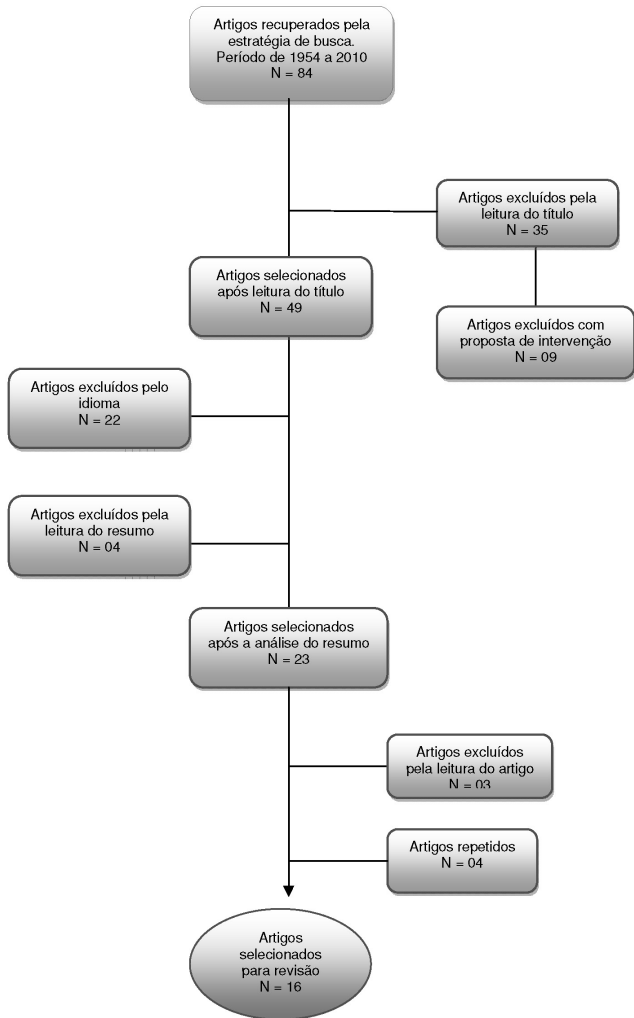 Artigos recuperados pela
estratégia de busca.
Período de 1954 a 2010
N = 84
Artigos excluídos pela
leitura do título
N = 35
Artigos selecionados
após leitura do título
N = 49
Artigos excluídos com
proposta de intervenção
N = 09
Artigos excluídos pelo
idioma
N = 22
Artigos excluídos pela
leitura do resumo
N = 04
Artigos selecionados
após a análise do resumo
N = 23
Artigos excluídos
pela leitura do artigo
N = 03
Artigos repetidos
N = 04
Artigos
selecionados
para revisão
N = 16